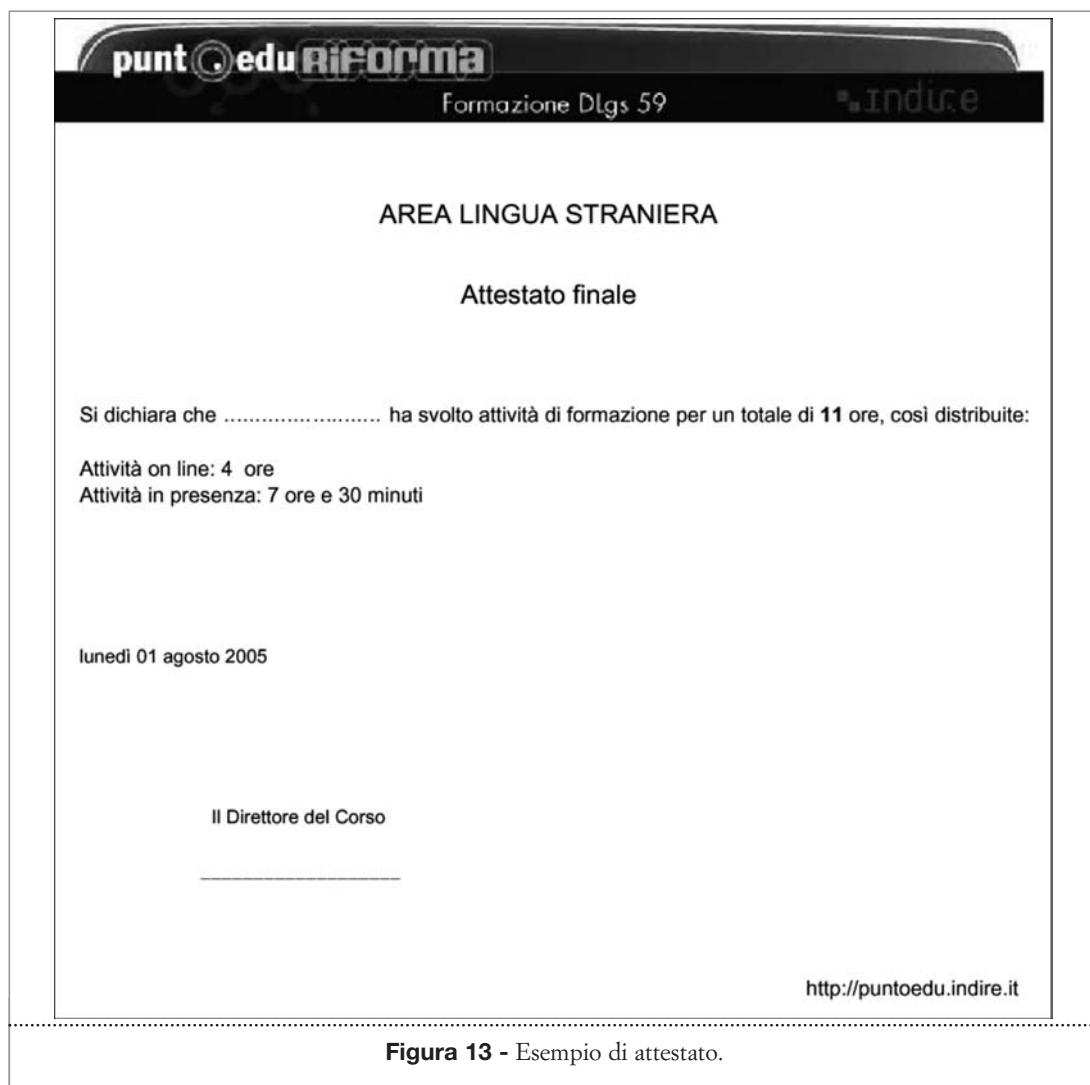 punt.edu Riforma
Formazione DLgs 59
indire
AREA LINGUA STRANIERA
Attestato finale
Si dichiara che ......................... ha svolto attività di formazione per un totale di 11 ore, così distribuite:
Attività on line: 4 ore
Attività in presenza: 7 ore e 30 minuti
lunedì 01 agosto 2005
Il Direttore del Corso
___________________
http://puntoedu.indire.it
Figura 13 - Esempio di attestato.